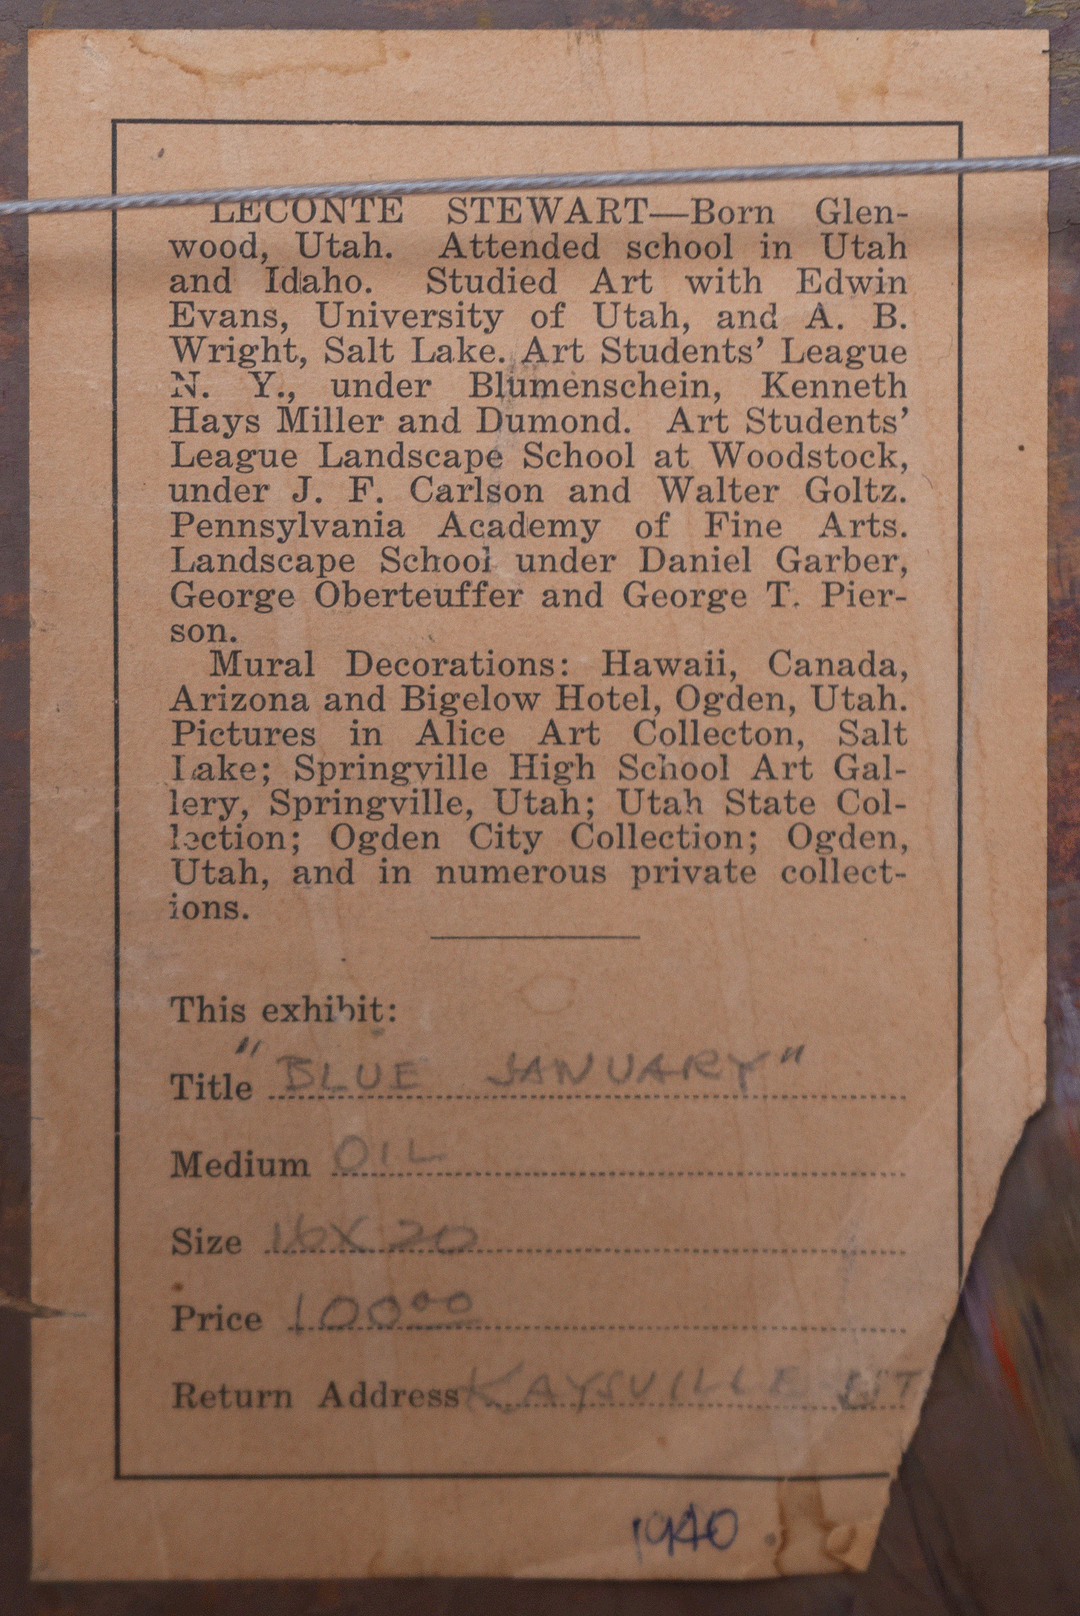 LECONTE STEWART—Born Glen-
wood, Utah. Attended school in Utah
and Idaho. Studied Art with Edwin
Evans, University of Utah, and A. B.
Wright, Salt Lake. Art Students’ League
N. Y., under Blumenschein, Kenneth
Hays Miller and Dumond. Art Students’
League Landscape School at Woodstock,
under J. F. Carlson and Walter Goltz.
Pennsylvania Academy of Fine Arts.
Landscape School under Daniel Garber,
George Oberteuffer and George T. Pier-
son.
Mural Decorations: Hawaii, Canada,
Arizona and Bigelow Hotel, Ogden, Utah.
Pictures in Alice Art Collecton, Salt
Lake; Springville High School Art Gal-
lery, Springville, Utah; Utah State Col-
lection; Ogden City Collection; Ogden,
Utah, and in numerous private collect-
ions.
This exhibit:
Title "BLUE JANUARY"
Medium OIL
Size 16X20
Price 100⁰⁰
Return Address KAYSVILLE UT
1940